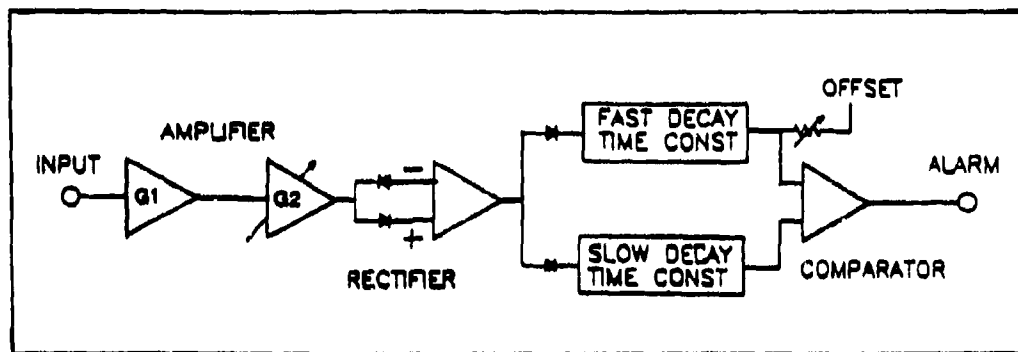 OFFSET
FAST DECAY
TIME CONST
AMPLIFIER
INPUT
ALARM
G1
G2
−
+
SLOW DECAY
TIME CONST
RECTIFIER
COMPARATOR